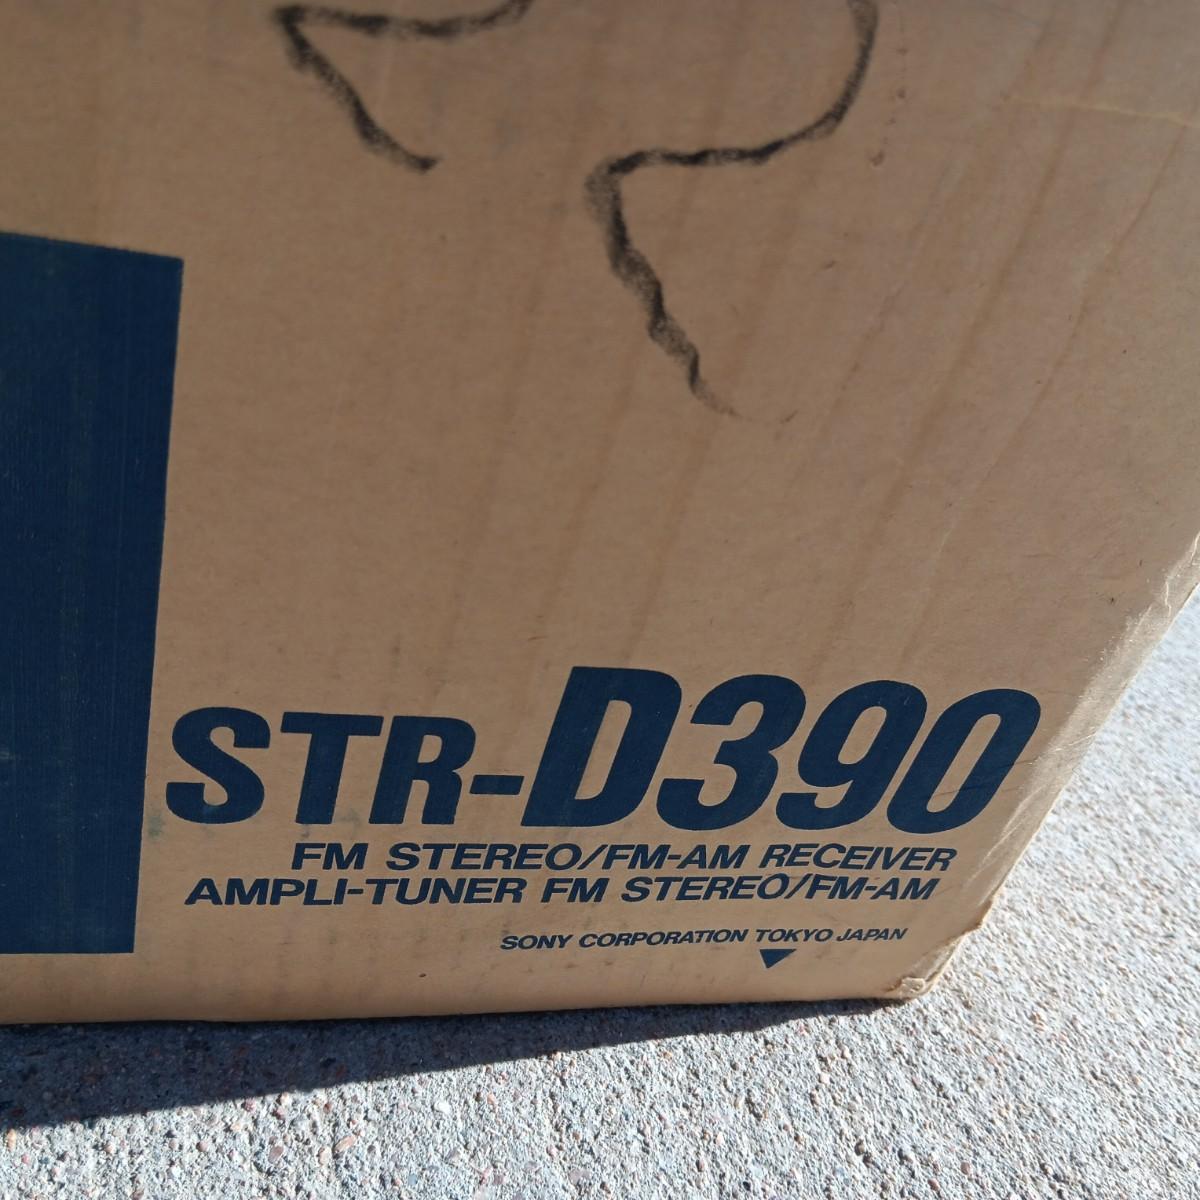 STR-D390
FM STEREO/FM-AM RECEIVER
AMPLI-TUNER FM STEREO/FM-AM
SONY CORPORATION TOKYO JAPAN